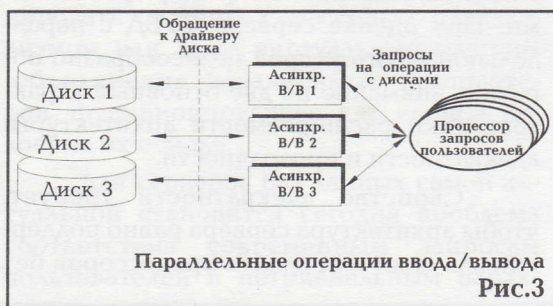 Обращение
к драйверу
диска
Запросы
на операции
с дисками
Диск 1
Диск 2
Диск 3
Асинхр.
В/В 1
Асинхр.
В/В 2
Асинхр.
В/В 3
Процессор
запросов
пользователей
Параллельные операции ввода/вывода
Рис.3